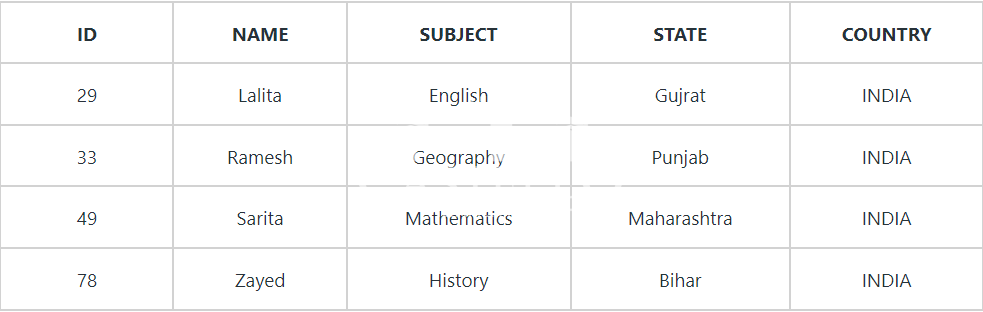 ID NAME SUBJECT STATE COUNTRY
29 Lalita English Gujrat INDIA
33 Ramesh Geography Punjab INDIA
49 Sarita Mathematics Maharashtra INDIA
78 Zayed History Bihar INDIA